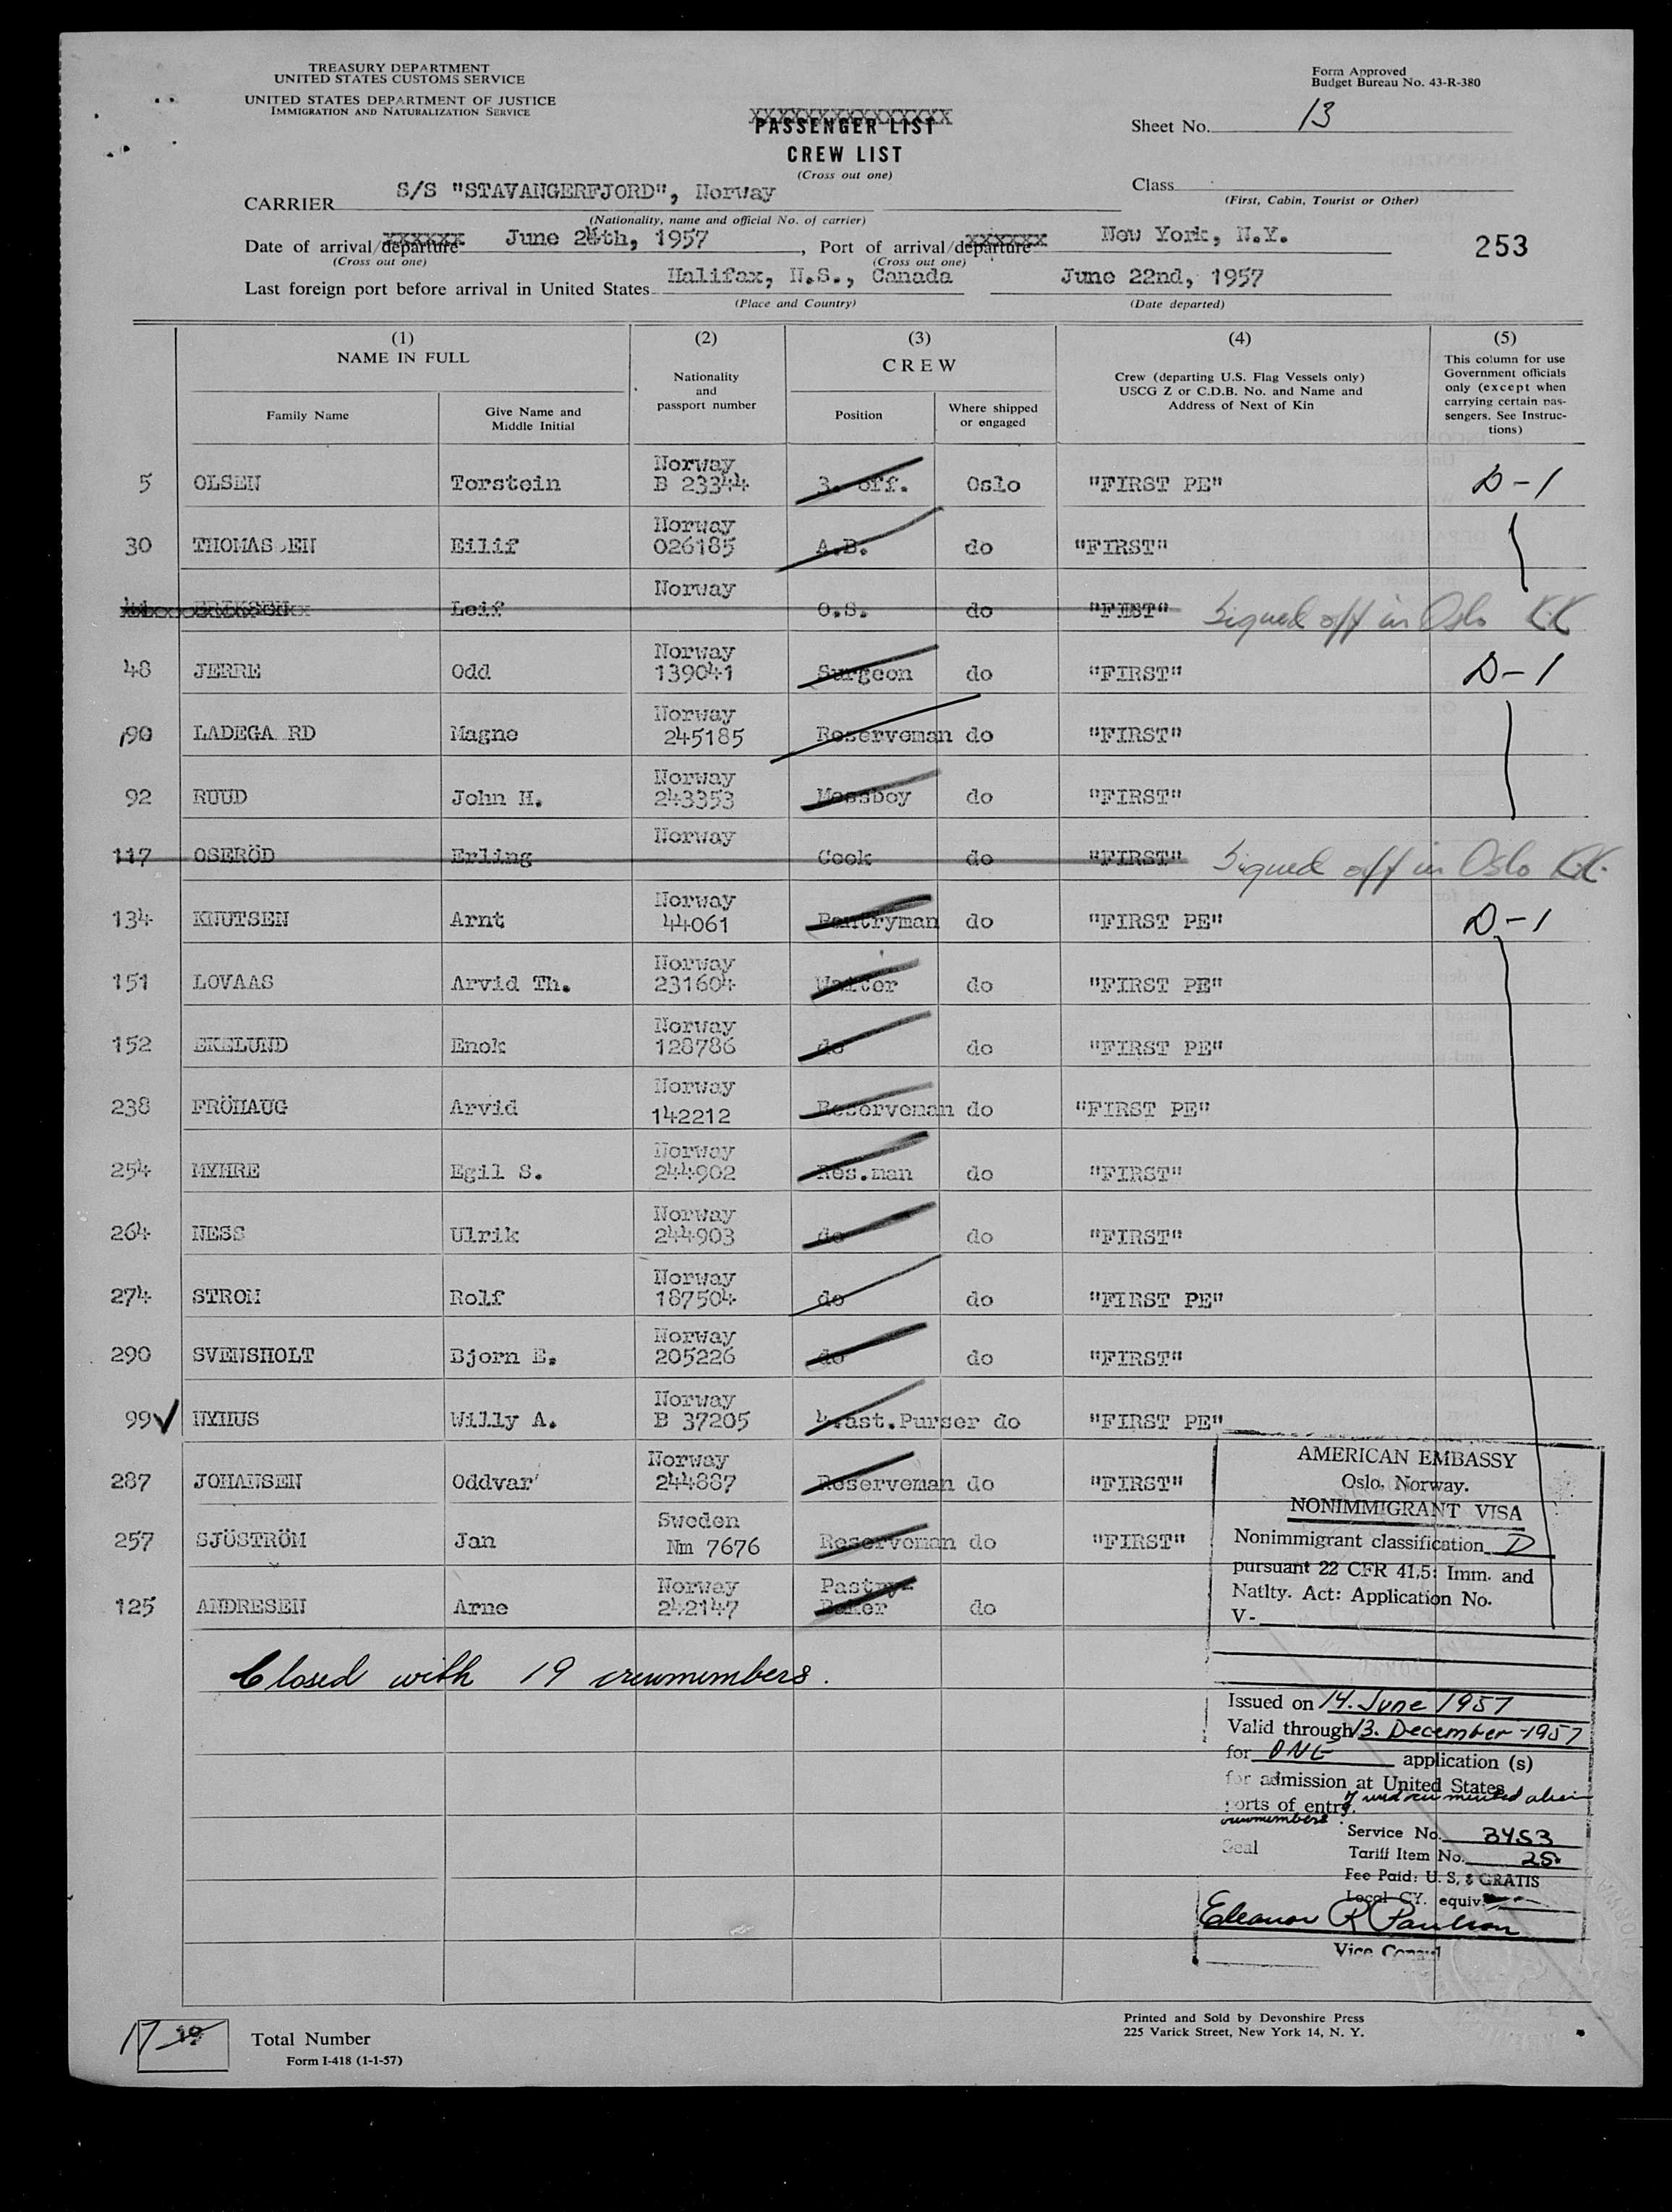 TREASURY DEPARTMENT
UNITED STATES CUSTOMS SERVICE
UNITED STATES DEPARTMENT OF JUSTICE
IMMIGRATION AND NATURALIZATION SERVICE
Form Approved
Budget Bureau No. 43-R-380
PASSENGER LIST
CREW LIST
(Cross out one)
Sheet No. 13
Class
(First, Cabin, Tourist or Other)
CARRIER S/S "STAVANGERFJORD", Norway
(Nationality, name and official No. of carrier)
Date of arrival/departure June 24th, 1957, Port of arrival/departure New York, N.Y.
(Cross out one) (Cross out one)
253
Last foreign port before arrival in United States Halifax, N.S., Canada June 22nd, 1957
(Place and Country) (Date departed)
(1) NAME IN FULL
Family Name
Give Name and Middle Initial
(2) Nationality and passport number
(3) CREW
Position
Where shipped or engaged
(4) Crew (departing U.S. Flag Vessels only) USCG Z or C.D.B. No. and Name and Address of Next of Kin
(5) This column for use Government officials only (except when carrying certain passengers. See Instructions)
5 OLSEN Torstein Norway B 23344 3. off. Oslo "FIRST PE" D-1
30 THOMASEN Eilif Norway 026185 A.B. do "FIRST"
ERIKSEN Leif Norway O.S. do "FIST" Signed off in Oslo KK
48 JERRE Odd Norway 139041 Surgeon do "FIRST" D-1
90 LADEGA RD Magne Norway 245185 Reserveman do "FIRST"
92 RUUD John H. Norway 243353 Messboy do "FIRST"
117 OSERÖD Erling Norway Cook do "FIRST" Signed off in Oslo KK.
134 KNUTSEN Arnt Norway 44061 Pantryman do "FIRST PE" D-1
151 LOVAAS Arvid Th. Norway 231604 Waiter do "FIRST PE"
152 EKELUND Enok Norway 128786 do do "FIRST PE"
238 FRÖHAUG Arvid Norway 142212 Reserveman do "FIRST PE"
254 MYHRE Egil S. Norway 244902 Res.man do "FIRST"
264 NESS Ulrik Norway 244903 do do "FIRST"
274 STROM Rolf Norway 187504 do do "FIRST PE"
290 SVENSHOLT Bjorn E. Norway 205226 do do "FIRST"
99 ✓ NYHUS Willy A. Norway B 37205 4.ast.Purser do "FIRST PE"
287 JOHANSEN Oddvar Norway 244887 Reserveman do "FIRST"
257 SJÜSTRÖM Jan Sweden Nm 7676 Reserveman do "FIRST"
125 ANDRESEN Arne Norway 242147 Pastry- Baker do
Closed with 19 crewmembers.
AMERICAN EMBASSY
Oslo, Norway.
NONIMMIGRANT VISA
Nonimmigrant classification D
pursuant 22 CFR 41.5: Imm. and
Natlty. Act: Application No.
V-
Issued on 14. June 1957
Valid through 13. December 1957
for ONE application (s)
for admission at United States
ports of entry.
crewmembers.
Seal
Service No. 3453
Tariff Item No. 25.
Fee Paid: U. S. $ GRATIS
Local CY. equiv.
Eleanor R Paulson
Vice Consul
17 19
Total Number
Form I-418 (1-1-57)
Printed and Sold by Devonshire Press
225 Varick Street, New York 14, N. Y.